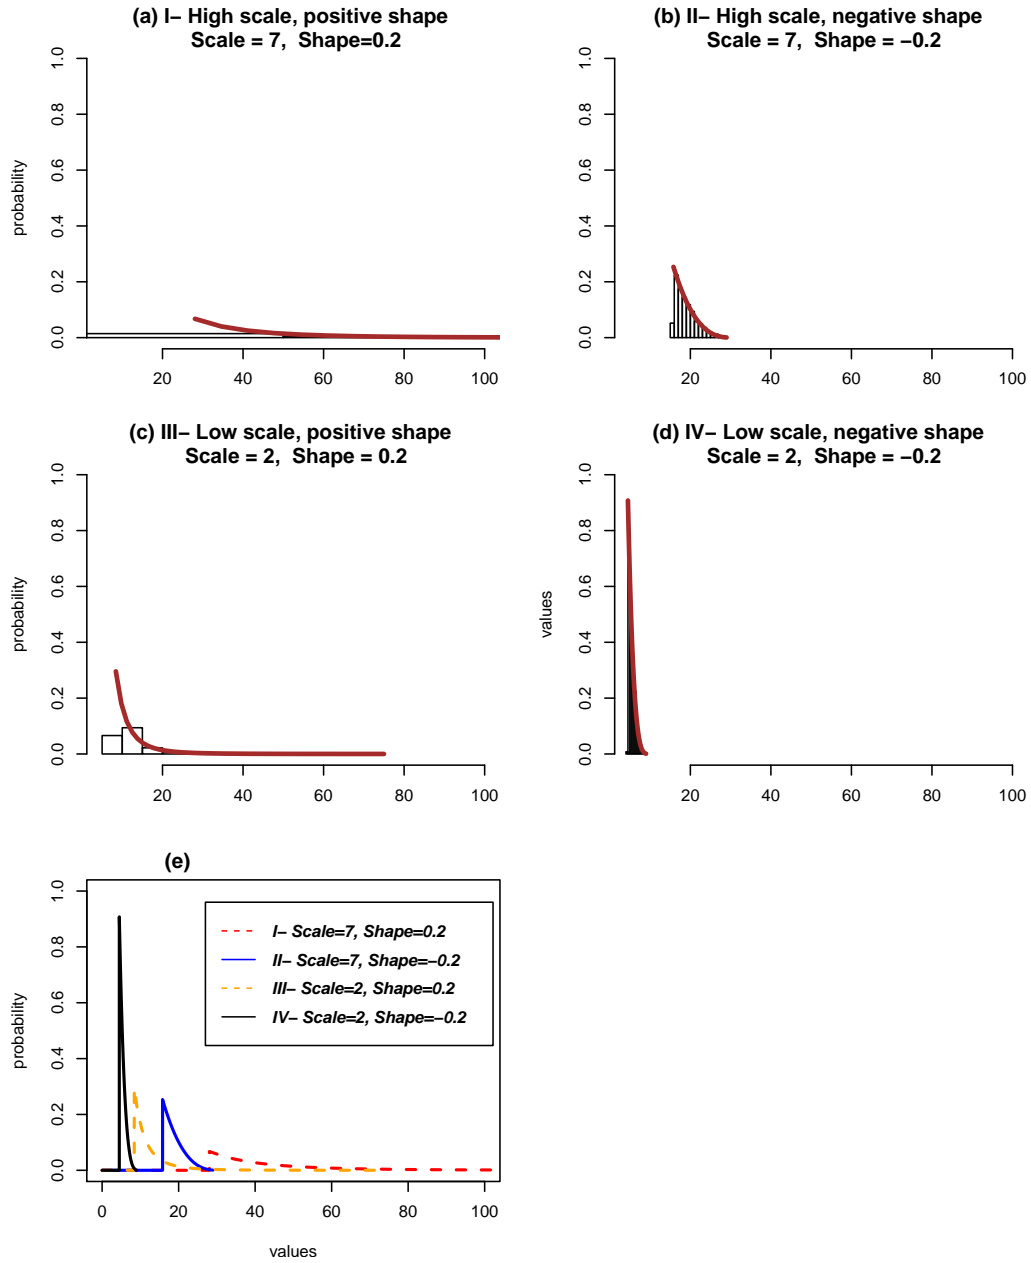 (a) I– High scale, positive shape
Scale = 7,  Shape=0.2
probability
0.0 0.2 0.4 0.6 0.8 1.0
20 40 60 80 100
(b) II– High scale, negative shape
Scale = 7,  Shape = –0.2
0.0 0.2 0.4 0.6 0.8 1.0
20 40 60 80 100
(c) III– Low scale, positive shape
Scale = 2,  Shape = 0.2
probability
0.0 0.2 0.4 0.6 0.8 1.0
20 40 60 80 100
(d) IV– Low scale, negative shape
Scale = 2,  Shape = –0.2
values
0.0 0.2 0.4 0.6 0.8 1.0
20 40 60 80 100
(e)
probability
0.0 0.2 0.4 0.6 0.8 1.0
I– Scale=7, Shape=0.2
II– Scale=7, Shape=–0.2
III– Scale=2, Shape=0.2
IV– Scale=2, Shape=–0.2
0 20 40 60 80 100
values